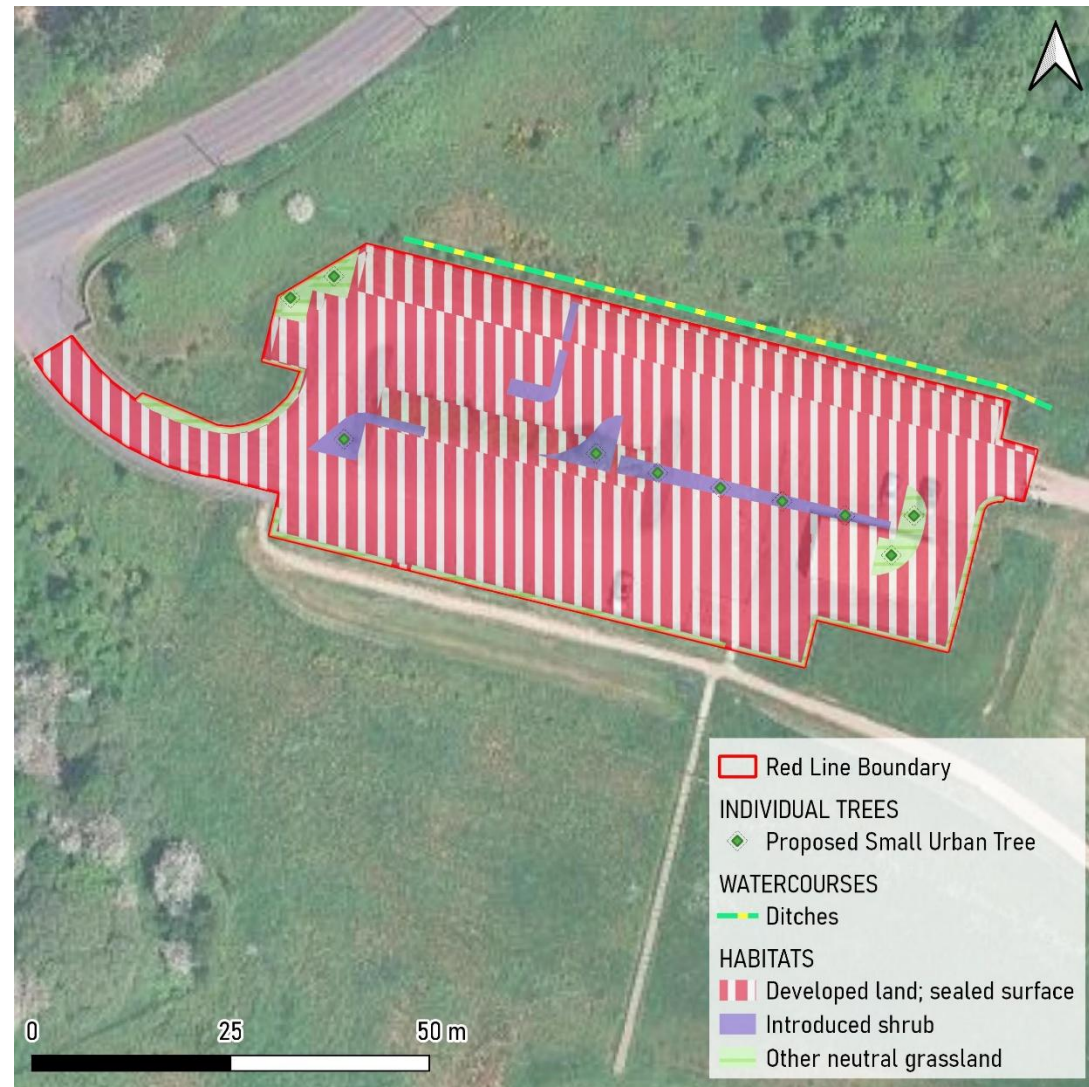 Red Line Boundary
INDIVIDUAL TREES
Proposed Small Urban Tree
WATERCOURSES
Ditches
HABITATS
Developed land; sealed surface
Introduced shrub
Other neutral grassland
0 25 50 m